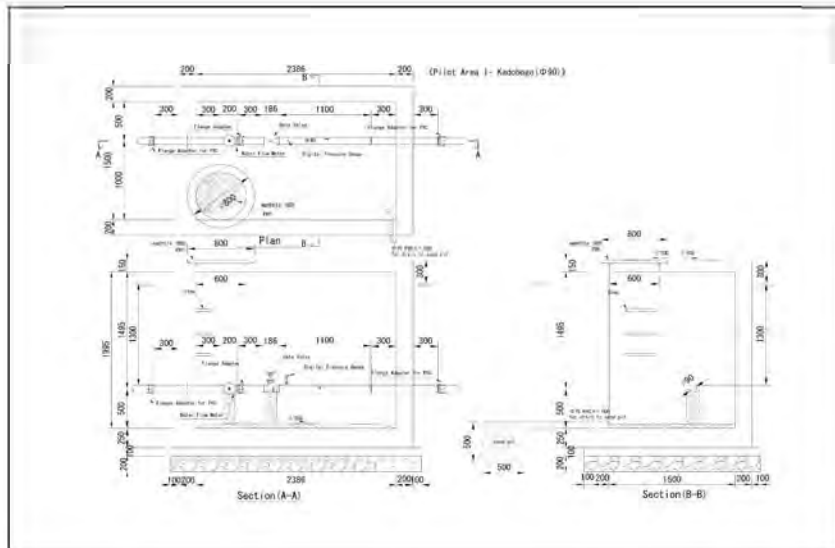 200 2386 200
(Pilot Area 1- Kadobago(Φ90))
B
200
300 300 200 300 186 1100 300 300
500
Flange Adapter Gate Valve Flange Adapter for PVC
A A
Flange Adapter for PVC Water Flow Meter Digital Pressure Gauge
1500
1000
200
Plan
B
800
150
300
600
1995
1495
1300
300 300 200 300 186 1100 300 300
Gate Valve
Flange Adapter Digital Pressure Gauge Flange Adapter for PVC
Flange Adapter for PVC
Water Flow Meter
500
250
100
200
100 200 2386 200 100
Section(A-A)
500
500
800
150
300
600
1495
1300
500
250
100
200
100 200 1500 200 100
Section(B-B)